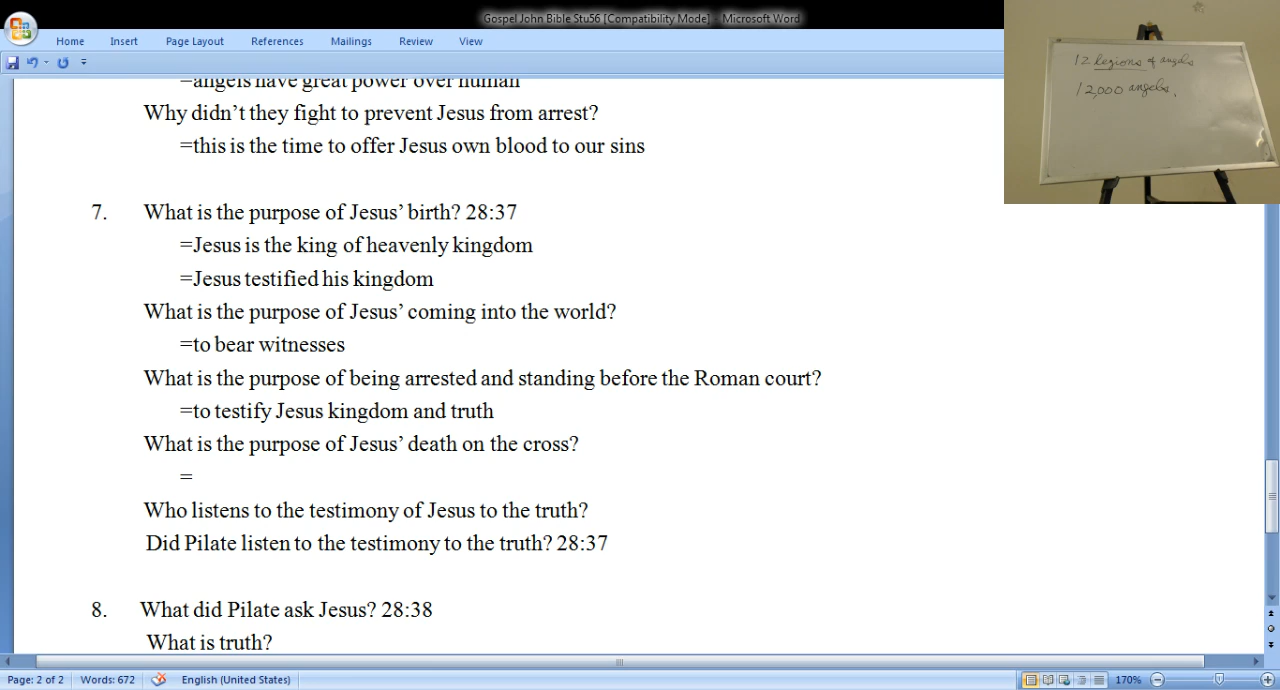 Gospel John Bible Stu56 [Compatibility Mode] - Microsoft Word
Home Insert Page Layout References Mailings Review View
=angels have great power over human
Why didn’t they fight to prevent Jesus from arrest?
=this is the time to offer Jesus own blood to our sins
7. What is the purpose of Jesus’ birth? 28:37
=Jesus is the king of heavenly kingdom
=Jesus testified his kingdom
What is the purpose of Jesus’ coming into the world?
=to bear witnesses
What is the purpose of being arrested and standing before the Roman court?
=to testify Jesus kingdom and truth
What is the purpose of Jesus’ death on the cross?
=
Who listens to the testimony of Jesus to the truth?
Did Pilate listen to the testimony to the truth? 28:37
8. What did Pilate ask Jesus? 28:38
What is truth?
Page: 2 of 2 Words: 672 English (United States) 170%
12 legions of angels
12,000 angels.